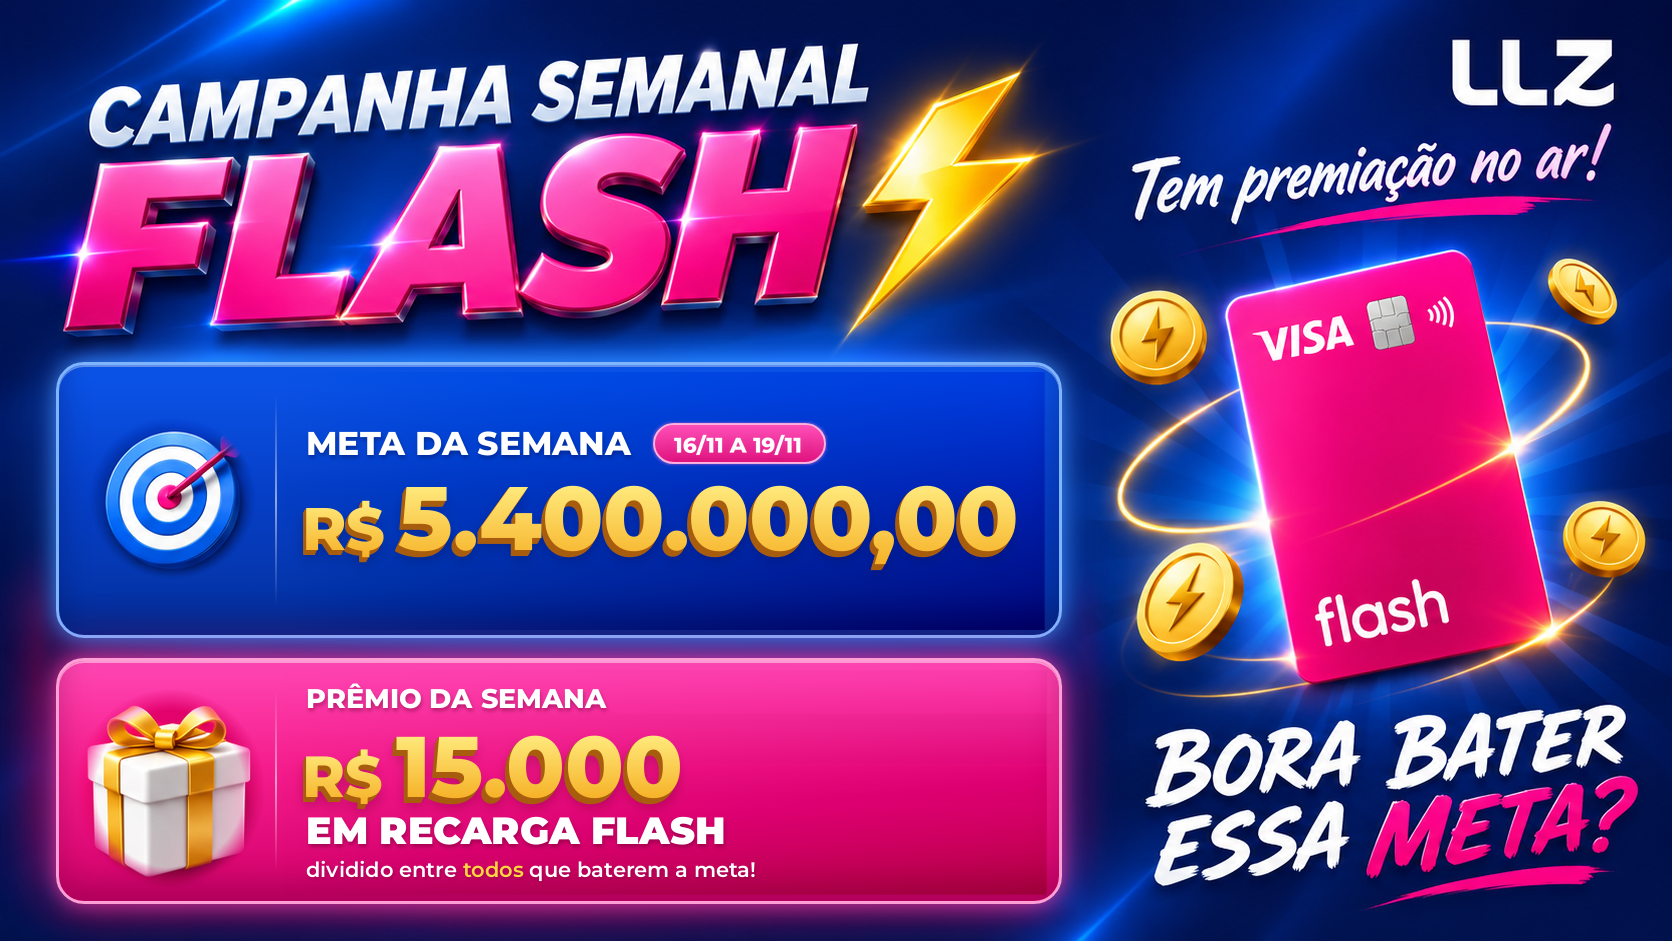 CAMPANHA SEMANAL
FLASH
META DA SEMANA 16/11 A 19/11
R$ 5.400.000,00
PRÊMIO DA SEMANA
R$ 15.000
EM RECARGA FLASH
dividido entre todos que baterem a meta!
LLZ
Tem premiação no ar!
VISA
flash
BORA BATER
ESSA META?